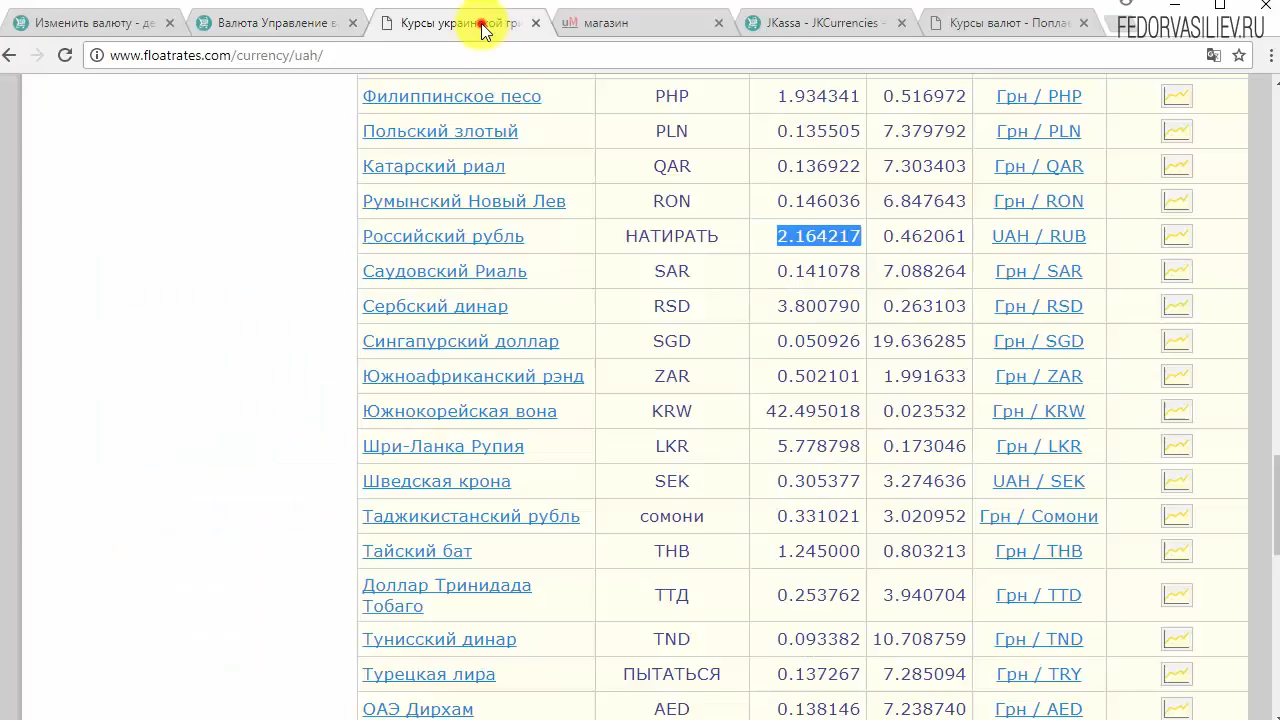 Изменить валюту - де
Валюта Управление в
Курсы украинской гр
uM магазин
JKassa - JKCurrencies -
Курсы валют - Попла
FEDORVASILIEV.RU
www.floatrates.com/currency/uah/
Филиппинское песо PHP 1.934341 0.516972 Грн / PHP
Польский злотый PLN 0.135505 7.379792 Грн / PLN
Катарский риал QAR 0.136922 7.303403 Грн / QAR
Румынский Новый Лев RON 0.146036 6.847643 Грн / RON
Российский рубль НАТИРАТЬ 2.164217 0.462061 UAH / RUB
Саудовский Риаль SAR 0.141078 7.088264 Грн / SAR
Сербский динар RSD 3.800790 0.263103 Грн / RSD
Сингапурский доллар SGD 0.050926 19.636285 Грн / SGD
Южноафриканский рэнд ZAR 0.502101 1.991633 Грн / ZAR
Южнокорейская вона KRW 42.495018 0.023532 Грн / KRW
Шри-Ланка Рупия LKR 5.778798 0.173046 Грн / LKR
Шведская крона SEK 0.305377 3.274636 UAH / SEK
Таджикистанский рубль сомони 0.331021 3.020952 Грн / Сомони
Тайский бат THB 1.245000 0.803213 Грн / THB
Доллар Тринидада
Тобаго ТТД 0.253762 3.940704 Грн / TTD
Тунисский динар TND 0.093382 10.708759 Грн / TND
Турецкая лира ПЫТАТЬСЯ 0.137267 7.285094 Грн / TRY
ОАЭ Дирхам AED 0.138146 7.238740 Грн / AED